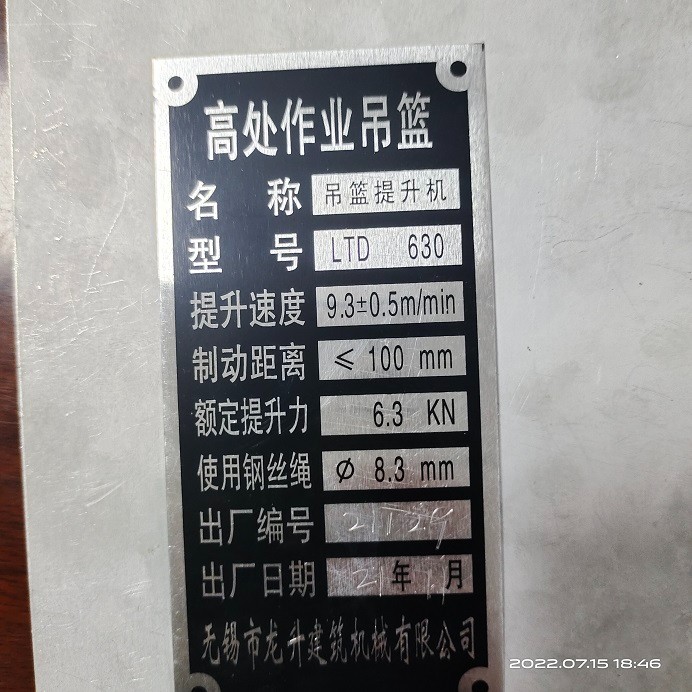 高处作业吊篮
名 称 吊篮提升机
型 号 LTD 630
提升速度 9.3±0.5m/min
制动距离 ≤ 100 mm
额定提升力 6.3 KN
使用钢丝绳 Ø 8.3 mm
出厂编号
出厂日期 21 年 月
无锡市龙升建筑机械有限公司
2022.07.15 18:46